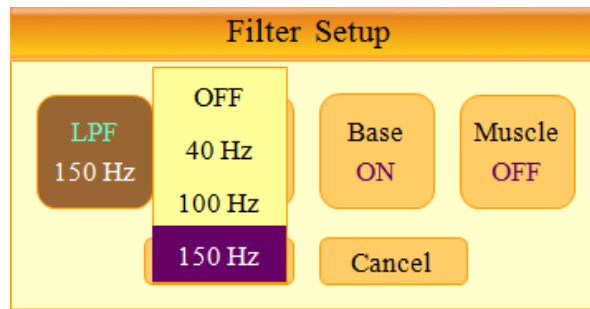 Filter Setup
LPF
150 Hz
OFF
40 Hz
100 Hz
150 Hz
Base
ON
Muscle
OFF
Cancel